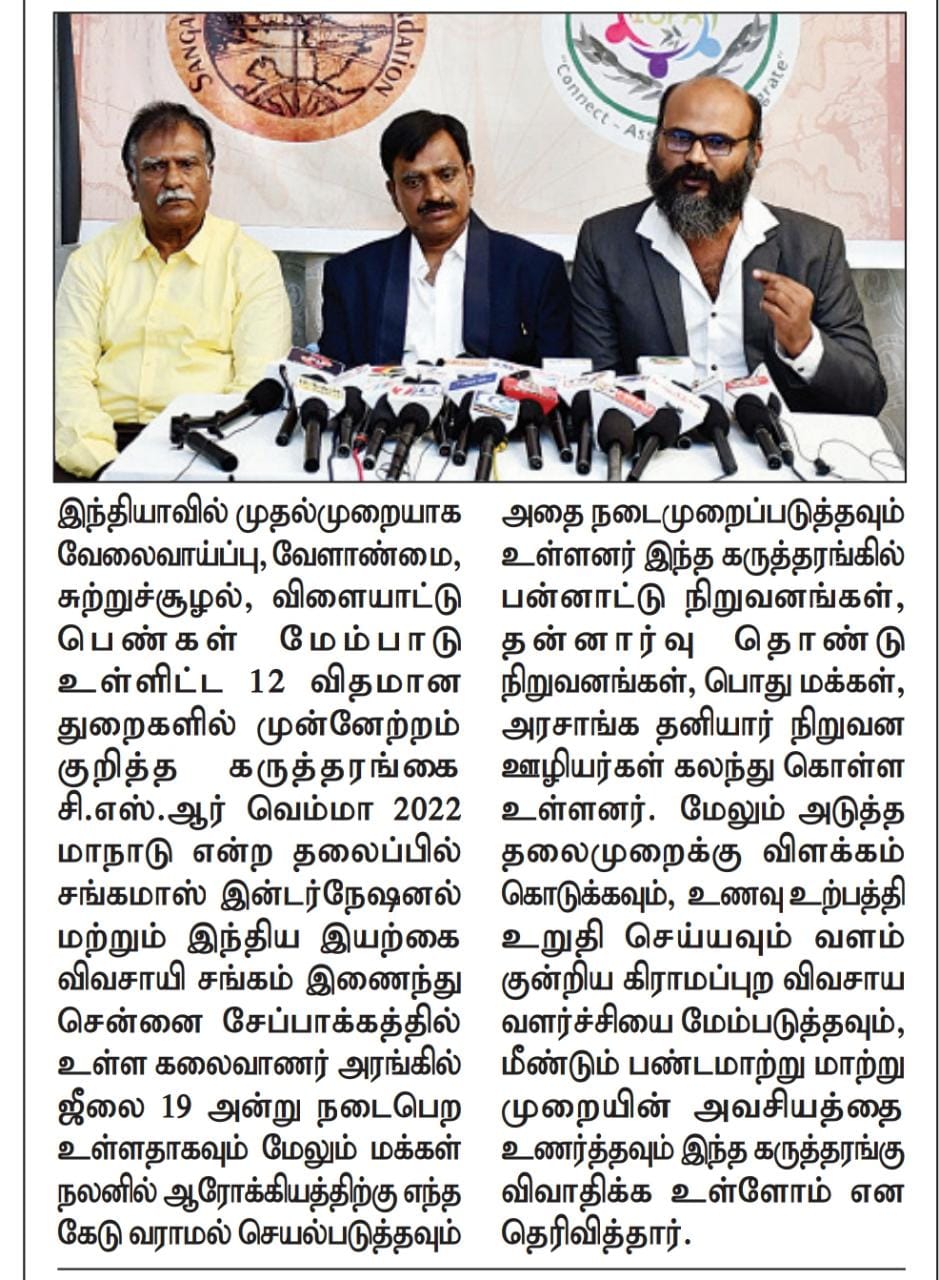 SANGA
DATION
IOFA
"Connect - Ass
grate"
இந்தியாவில் முதல்முறையாக
வேலைவாய்ப்பு, வேளாண்மை,
சுற்றுச்சூழல், விளையாட்டு
பெண்கள் மேம்பாடு
உள்ளிட்ட 12 விதமான
துறைகளில் முன்னேற்றம்
குறித்த கருத்தரங்கை
சி.எஸ்.ஆர் வெம்மா 2022
மாநாடு என்ற தலைப்பில்
சங்கமாஸ் இன்டர்நேஷனல்
மற்றும் இந்திய இயற்கை
விவசாயி சங்கம் இணைந்து
சென்னை சேப்பாக்கத்தில்
உள்ள கலைவாணர் அரங்கில்
ஜீலை 19 அன்று நடைபெற
உள்ளதாகவும் மேலும் மக்கள்
நலனில் ஆரோக்கியத்திற்கு எந்த
கேடு வராமல் செயல்படுத்தவும்
அதை நடைமுறைப்படுத்தவும்
உள்ளனர் இந்த கருத்தரங்கில்
பன்னாட்டு நிறுவனங்கள்,
தன்னார்வு தொண்டு
நிறுவனங்கள், பொது மக்கள்,
அரசாங்க தனியார் நிறுவன
ஊழியர்கள் கலந்து கொள்ள
உள்ளனர். மேலும் அடுத்த
தலைமுறைக்கு விளக்கம்
கொடுக்கவும், உணவு உற்பத்தி
உறுதி செய்யவும் வளம்
குன்றிய கிராமப்புற விவசாய
வளர்ச்சியை மேம்படுத்தவும்,
மீண்டும் பண்டமாற்று மாற்று
முறையின் அவசியத்தை
உணர்த்தவும் இந்த கருத்தரங்கு
விவாதிக்க உள்ளோம் என
தெரிவித்தார்.